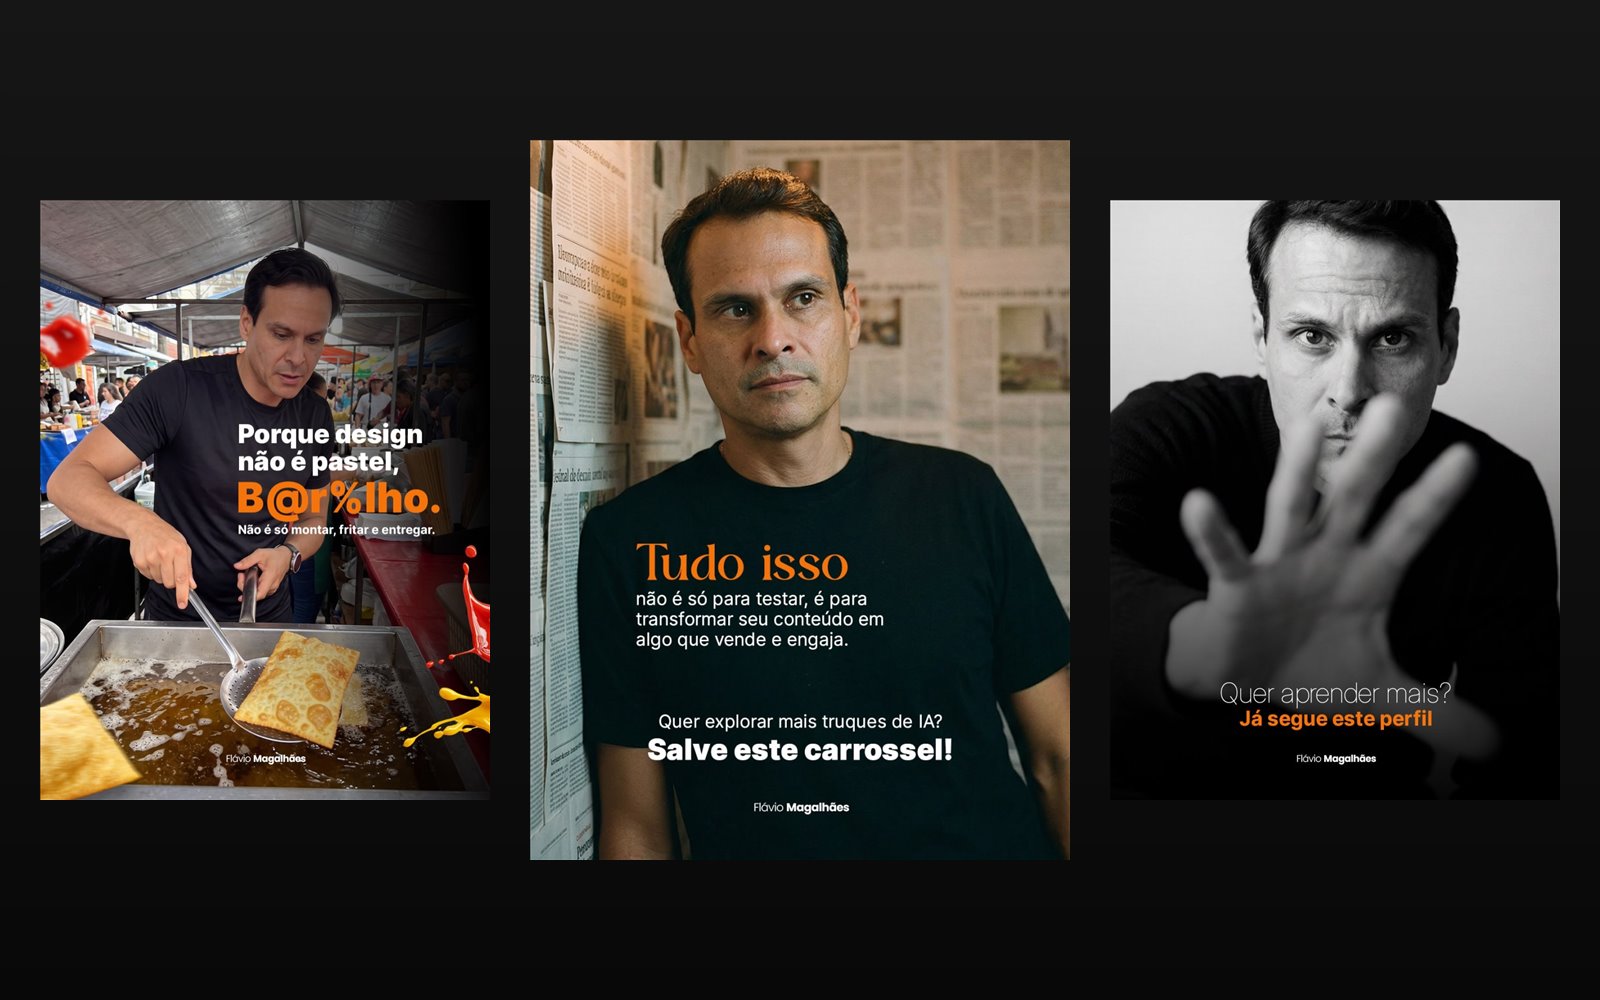 Porque design
não é pastel,
B@r%lho.
Não é só montar, fritar e entregar.
Flávio Magalhães
Tudo isso
não é só para testar, é para
transformar seu conteúdo em
algo que vende e engaja.
Quer explorar mais truques de IA?
Salve este carrossel!
Flávio Magalhães
Quer aprender mais?
Já segue este perfil
Flávio Magalhães